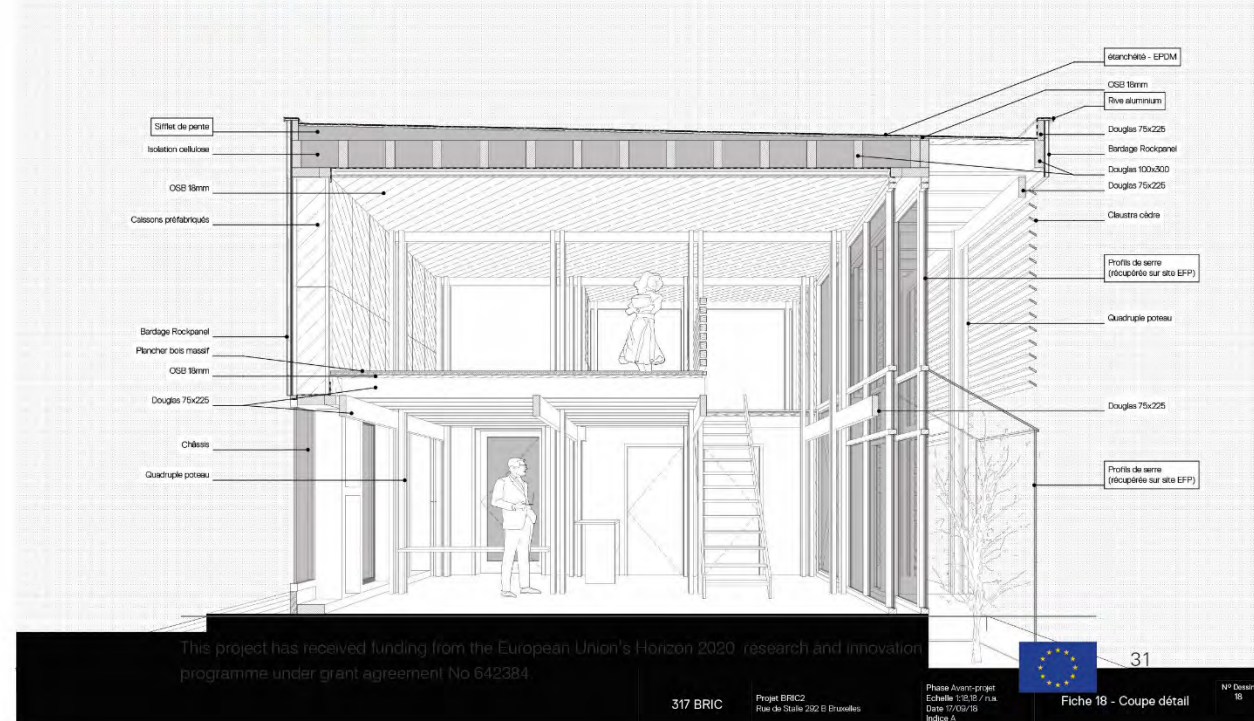 étanchéité - EPDM
OSB 18mm
Rive aluminium
Douglas 75x225
Bardage Rockpanel
Douglas 100x300
Douglas 75x225
Claustra cèdre
Profils de serre
(récupérée sur site EFP)
Quadruple poteau
Douglas 75x225
Profils de serre
(récupérée sur site EFP)
Sifflet de pente
Isolation cellulose
OSB 18mm
Caissons préfabriqués
Bardage Rockpanel
Plancher bois massif
OSB 18mm
Douglas 75x225
Châssis
Quadruple poteau
This project has received funding from the European Union's Horizon 2020 research and innovation
programme under grant agreement No 642384
31
317 BRIC
Projet BRIC2
Rue de Stalle 292 B Bruxelles
Phase Avant-projet
Echelle 1:18,18 / n.a.
Date 17/09/18
Indice A
Fiche 18 - Coupe détail
N° Dessin
18